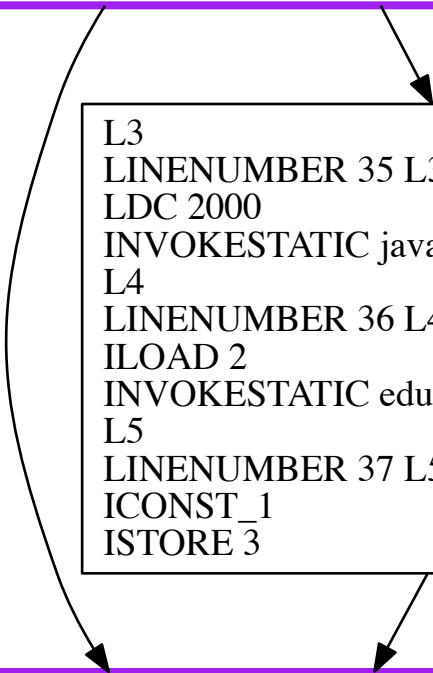 L3
LINENUMBER 35 L3
LDC 2000
INVOKESTATIC java
L4
LINENUMBER 36 L4
ILOAD 2
INVOKESTATIC edu
L5
LINENUMBER 37 L5
ICONST_1
ISTORE 3